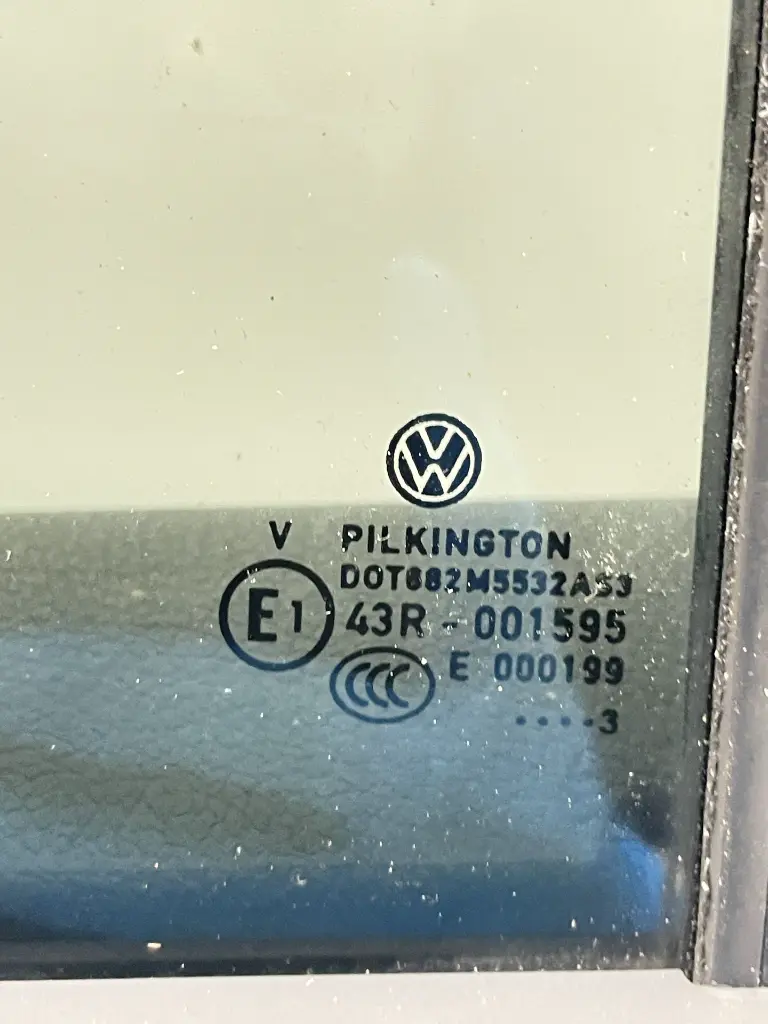 V PILKINGTON
DOT682M5532AS3
E1 43R - 001595
CCC E 000199
....3